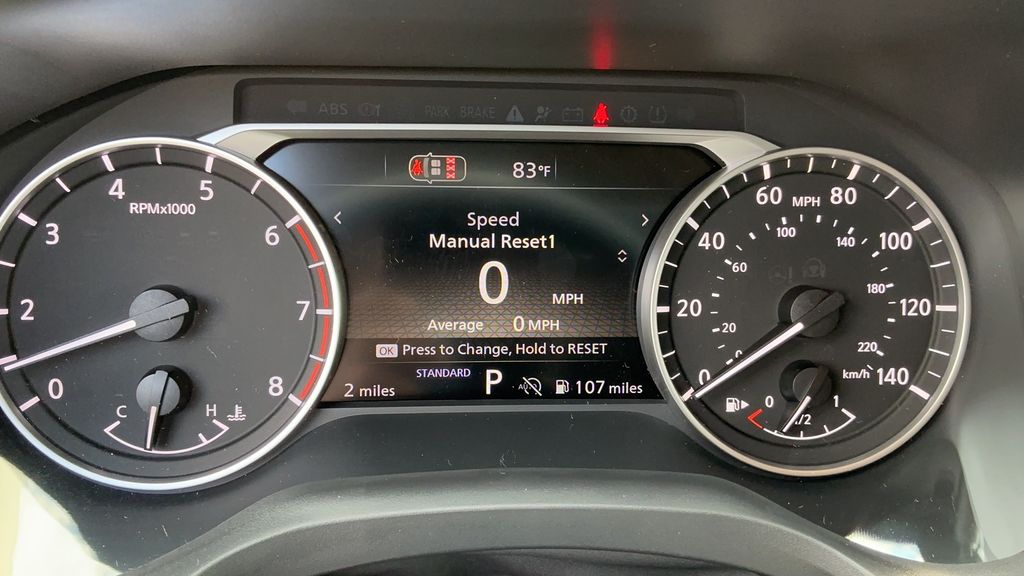 ABS PARK BRAKE
83°F
Speed
Manual Reset1
0 MPH
Average 0 MPH
OK Press to Change, Hold to RESET
STANDARD
2 miles P AUTO 107 miles
RPMx1000
0 2 3 4 5 6 7 8
C H
MPH
0 20 40 60 80 100 120 140
0 20 60 100 140 180 220
km/h
0 1/2 1